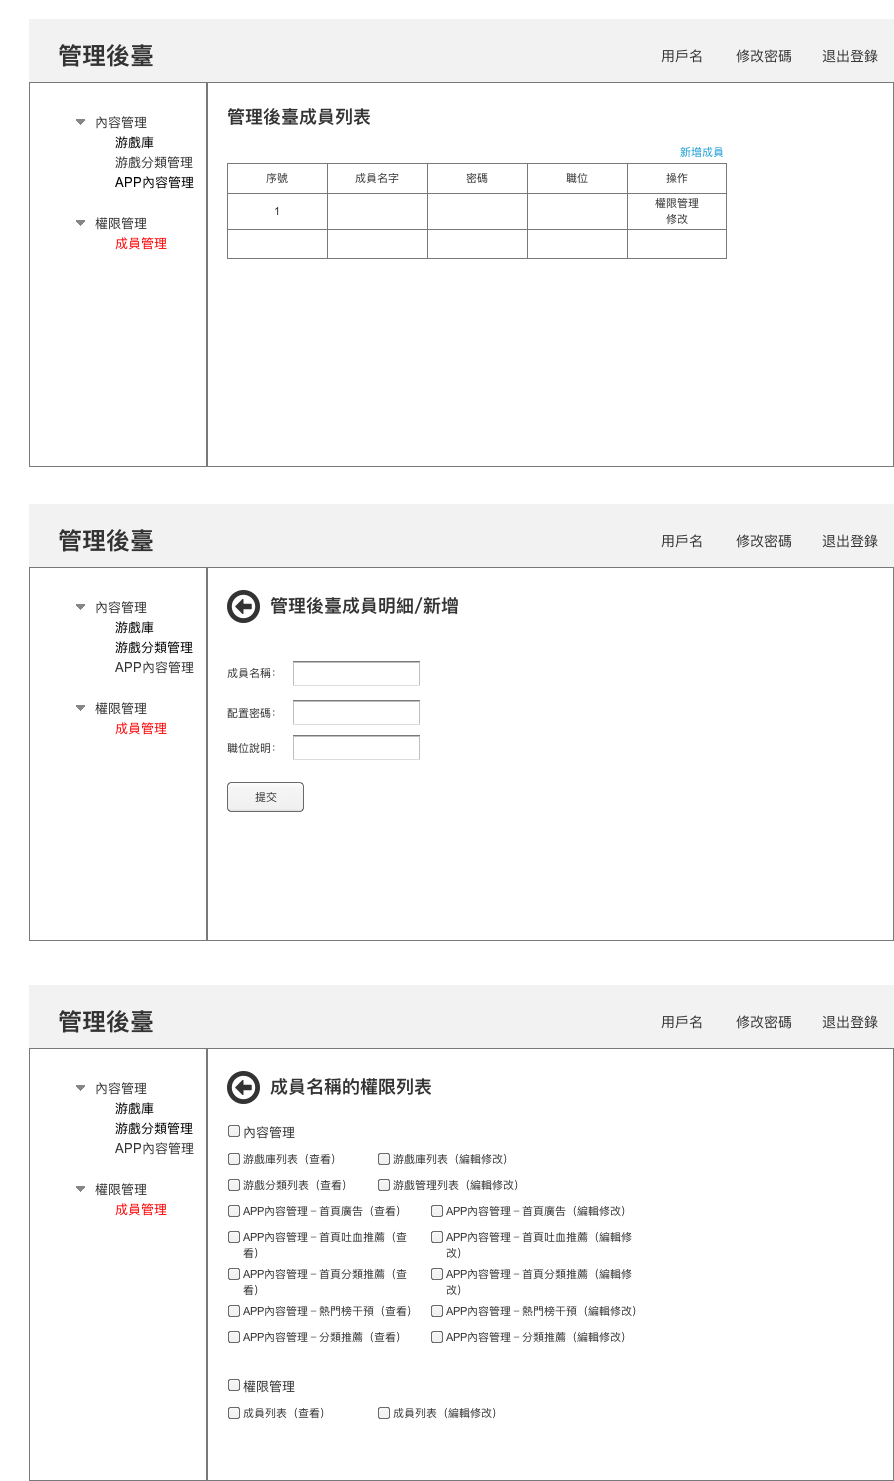 管理後臺
用戶名 修改密碼 退出登錄
內容管理
游戲庫
游戲分類管理
APP內容管理
權限管理
成員管理
管理後臺成員列表
新增成員
序號 成員名字 密碼 職位 操作
1 權限管理
修改
管理後臺
用戶名 修改密碼 退出登錄
內容管理
游戲庫
游戲分類管理
APP內容管理
權限管理
成員管理
管理後臺成員明細/新增
成員名稱：
配置密碼：
職位說明：
提交
管理後臺
用戶名 修改密碼 退出登錄
內容管理
游戲庫
游戲分類管理
APP內容管理
權限管理
成員管理
成員名稱的權限列表
內容管理
游戲庫列表（查看） 游戲庫列表（編輯修改）
游戲分類列表（查看） 游戲管理列表（編輯修改）
APP內容管理－首頁廣告（查看） APP內容管理－首頁廣告（編輯修改）
APP內容管理－首頁吐血推薦（查 APP內容管理－首頁吐血推薦（編輯修
看） 改）
APP內容管理－首頁分類推薦（查 APP內容管理－首頁分類推薦（編輯修
看） 改）
APP內容管理－熱門榜干預（查看） APP內容管理－熱門榜干預（編輯修改）
APP內容管理－分類推薦（查看） APP內容管理－分類推薦（編輯修改）
權限管理
成員列表（查看） 成員列表（編輯修改）